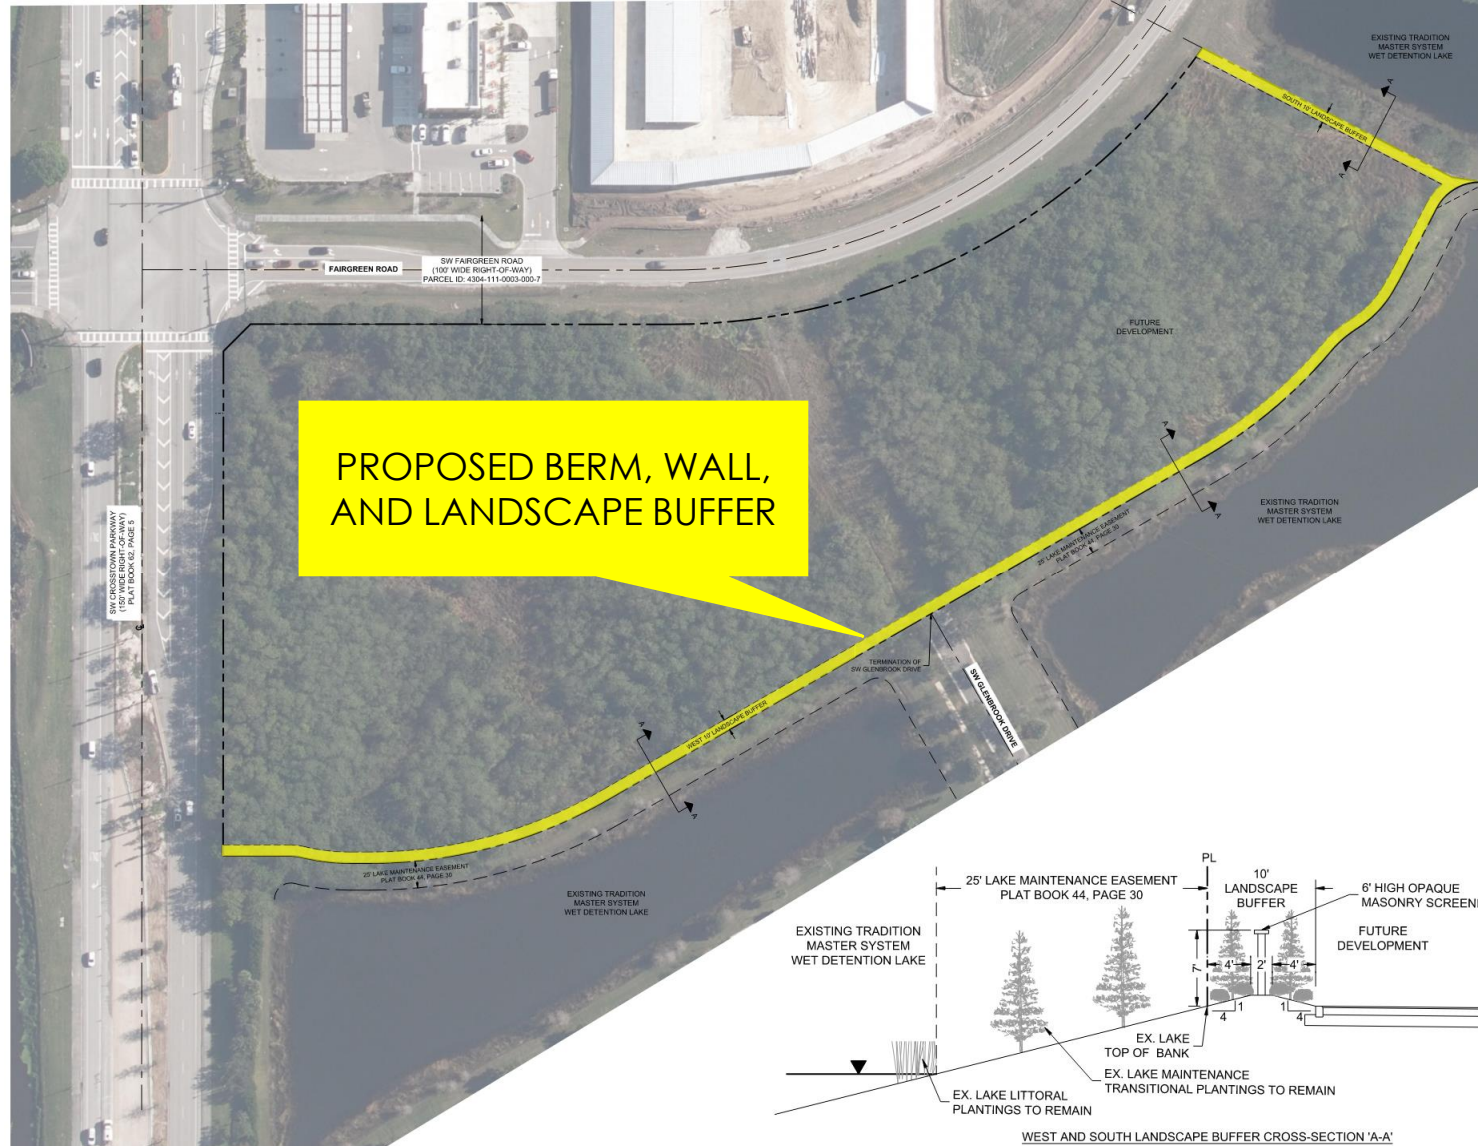 EXISTING TRADITION
MASTER SYSTEM
WET DETENTION LAKE
A
SOUTH 10' LANDSCAPE BUFFER
A
FAIRGREEN ROAD
SW FAIRGREEN ROAD
(100' WIDE RIGHT-OF-WAY)
PARCEL ID: 4304-111-0003-000-7
FUTURE
DEVELOPMENT
PROPOSED BERM, WALL,
AND LANDSCAPE BUFFER
A
A
EXISTING TRADITION
MASTER SYSTEM
WET DETENTION LAKE
25' LAKE MAINTENANCE EASEMENT
PLAT BOOK 44, PAGE 30
SW CROSSTOWN PARKWAY
(150' WIDE RIGHT-OF-WAY)
PLAT BOOK 62, PAGE 5
TERMINATION OF
SW GLENBROOK DRIVE
SW GLENBROOK DRIVE
WEST 10' LANDSCAPE BUFFER
A
A
25' LAKE MAINTENANCE EASEMENT
PLAT BOOK 44, PAGE 30
EXISTING TRADITION
MASTER SYSTEM
WET DETENTION LAKE
PL
25' LAKE MAINTENANCE EASEMENT
PLAT BOOK 44, PAGE 30
10'
LANDSCAPE
BUFFER
6' HIGH OPAQUE
MASONRY
EXISTING TRADITION
MASTER SYSTEM
WET DETENTION LAKE
FUTURE
DEVELOPMENT
7'
4'
2'
4'
1
4
1
4
EX. LAKE
TOP OF BANK
EX. LAKE MAINTENANCE
TRANSITIONAL PLANTINGS TO REMAIN
EX. LAKE LITTORAL
PLANTINGS TO REMAIN
WEST AND SOUTH LANDSCAPE BUFFER CROSS-SECTION 'A-A'